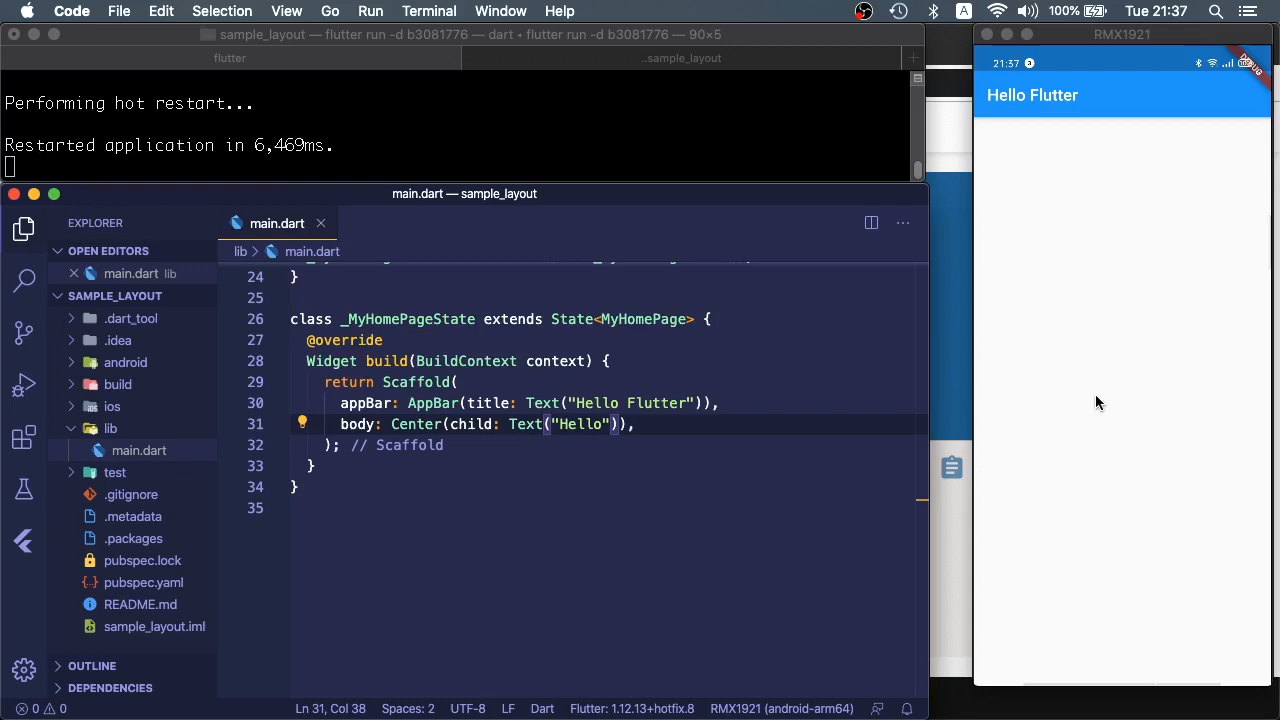 Code File Edit Selection View Go Run Terminal Window Help 100% Tue 21:37
sample_layout — flutter run -d b3081776 — dart • flutter run -d b3081776 — 90×5
flutter ..sample_layout
Performing hot restart...
Restarted application in 6,469ms.
main.dart — sample_layout
EXPLORER
OPEN EDITORS
main.dart lib
SAMPLE_LAYOUT
.dart_tool
.idea
android
build
ios
lib
main.dart
test
.gitignore
.metadata
.packages
pubspec.lock
pubspec.yaml
README.md
sample_layout.iml
OUTLINE
DEPENDENCIES
main.dart
lib > main.dart
24 }
25
26 class _MyHomePageState extends State<MyHomePage> {
27 @override
28 Widget build(BuildContext context) {
29 return Scaffold(
30 appBar: AppBar(title: Text("Hello Flutter")),
31 body: Center(child: Text("Hello")),
32 ); // Scaffold
33 }
34 }
35
0 0 Ln 31, Col 38 Spaces: 2 UTF-8 LF Dart Flutter: 1.12.13+hotfix.8 RMX1921 (android-arm64)
RMX1921
21:37
DEBUG
Hello Flutter